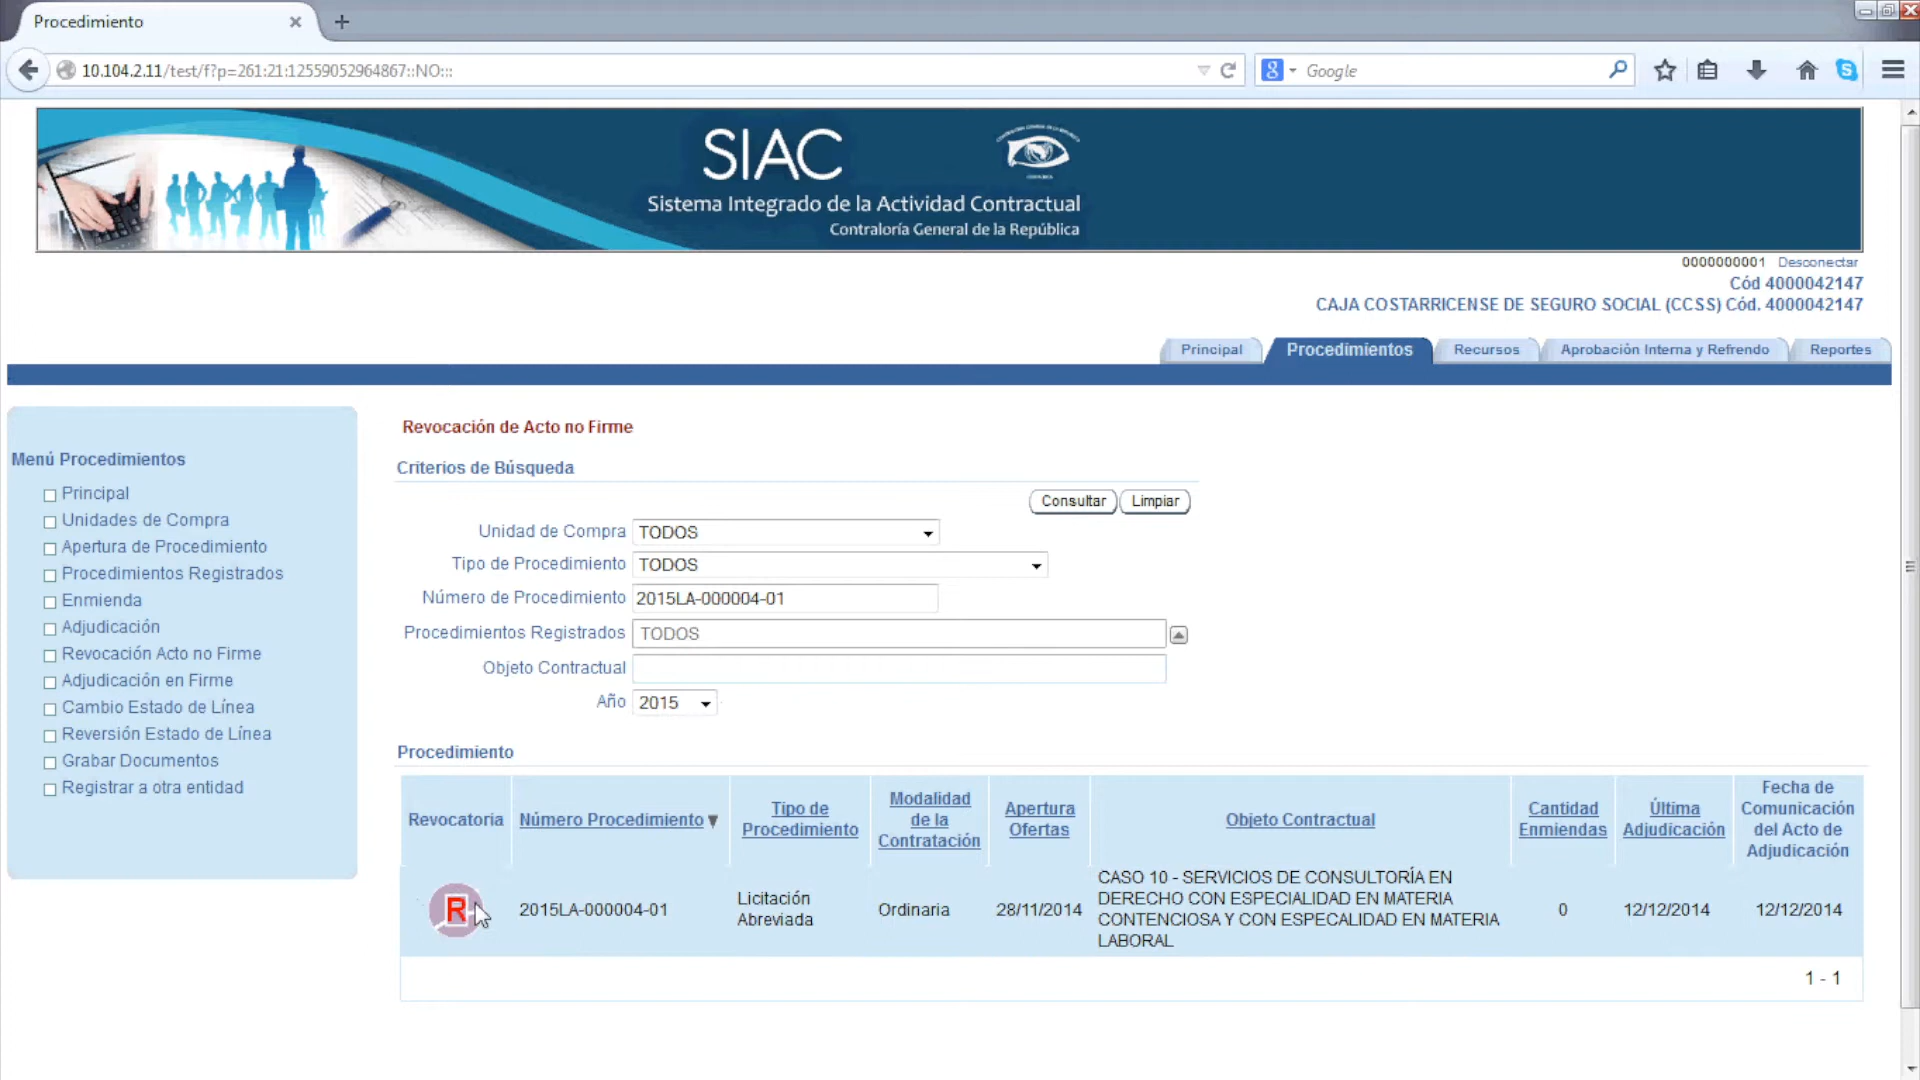 Procedimiento
10.104.2.11/test/f?p=261:21:12559052964867::NO:::
Google
SIAC
Sistema Integrado de la Actividad Contractual
Contraloría General de la República
0000000001 Desconectar
Cód 4000042147
CAJA COSTARRICENSE DE SEGURO SOCIAL (CCSS) Cód. 4000042147
Principal Procedimientos Recursos Aprobación Interna y Refrendo Reportes
Menú Procedimientos
Principal
Unidades de Compra
Apertura de Procedimiento
Procedimientos Registrados
Enmienda
Adjudicación
Revocación Acto no Firme
Adjudicación en Firme
Cambio Estado de Línea
Reversión Estado de Línea
Grabar Documentos
Registrar a otra entidad
Revocación de Acto no Firme
Criterios de Búsqueda
Consultar Limpiar
Unidad de Compra TODOS
Tipo de Procedimiento TODOS
Número de Procedimiento 2015LA-000004-01
Procedimientos Registrados TODOS
Objeto Contractual
Año 2015
Procedimiento
Revocatoria
Número Procedimiento
Tipo de
Procedimiento
Modalidad
de la
Contratación
Apertura
Ofertas
Objeto Contractual
Cantidad
Enmiendas
Última
Adjudicación
Fecha de
Comunicación
del Acto de
Adjudicación
R
2015LA-000004-01
Licitación
Abreviada
Ordinaria
28/11/2014
CASO 10 - SERVICIOS DE CONSULTORÍA EN
DERECHO CON ESPECIALIDAD EN MATERIA
CONTENCIOSA Y CON ESPECALIDAD EN MATERIA
LABORAL
0
12/12/2014
12/12/2014
1 - 1